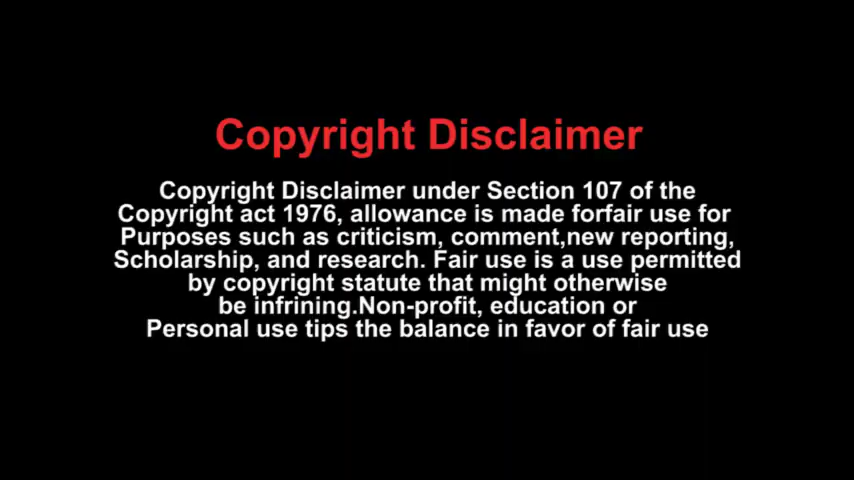 Copyright Disclaimer
Copyright Disclaimer under Section 107 of the
Copyright act 1976, allowance is made forfair use for
Purposes such as criticism, comment,new reporting,
Scholarship, and research. Fair use is a use permitted
by copyright statute that might otherwise
be infrining.Non-profit, education or
Personal use tips the balance in favor of fair use